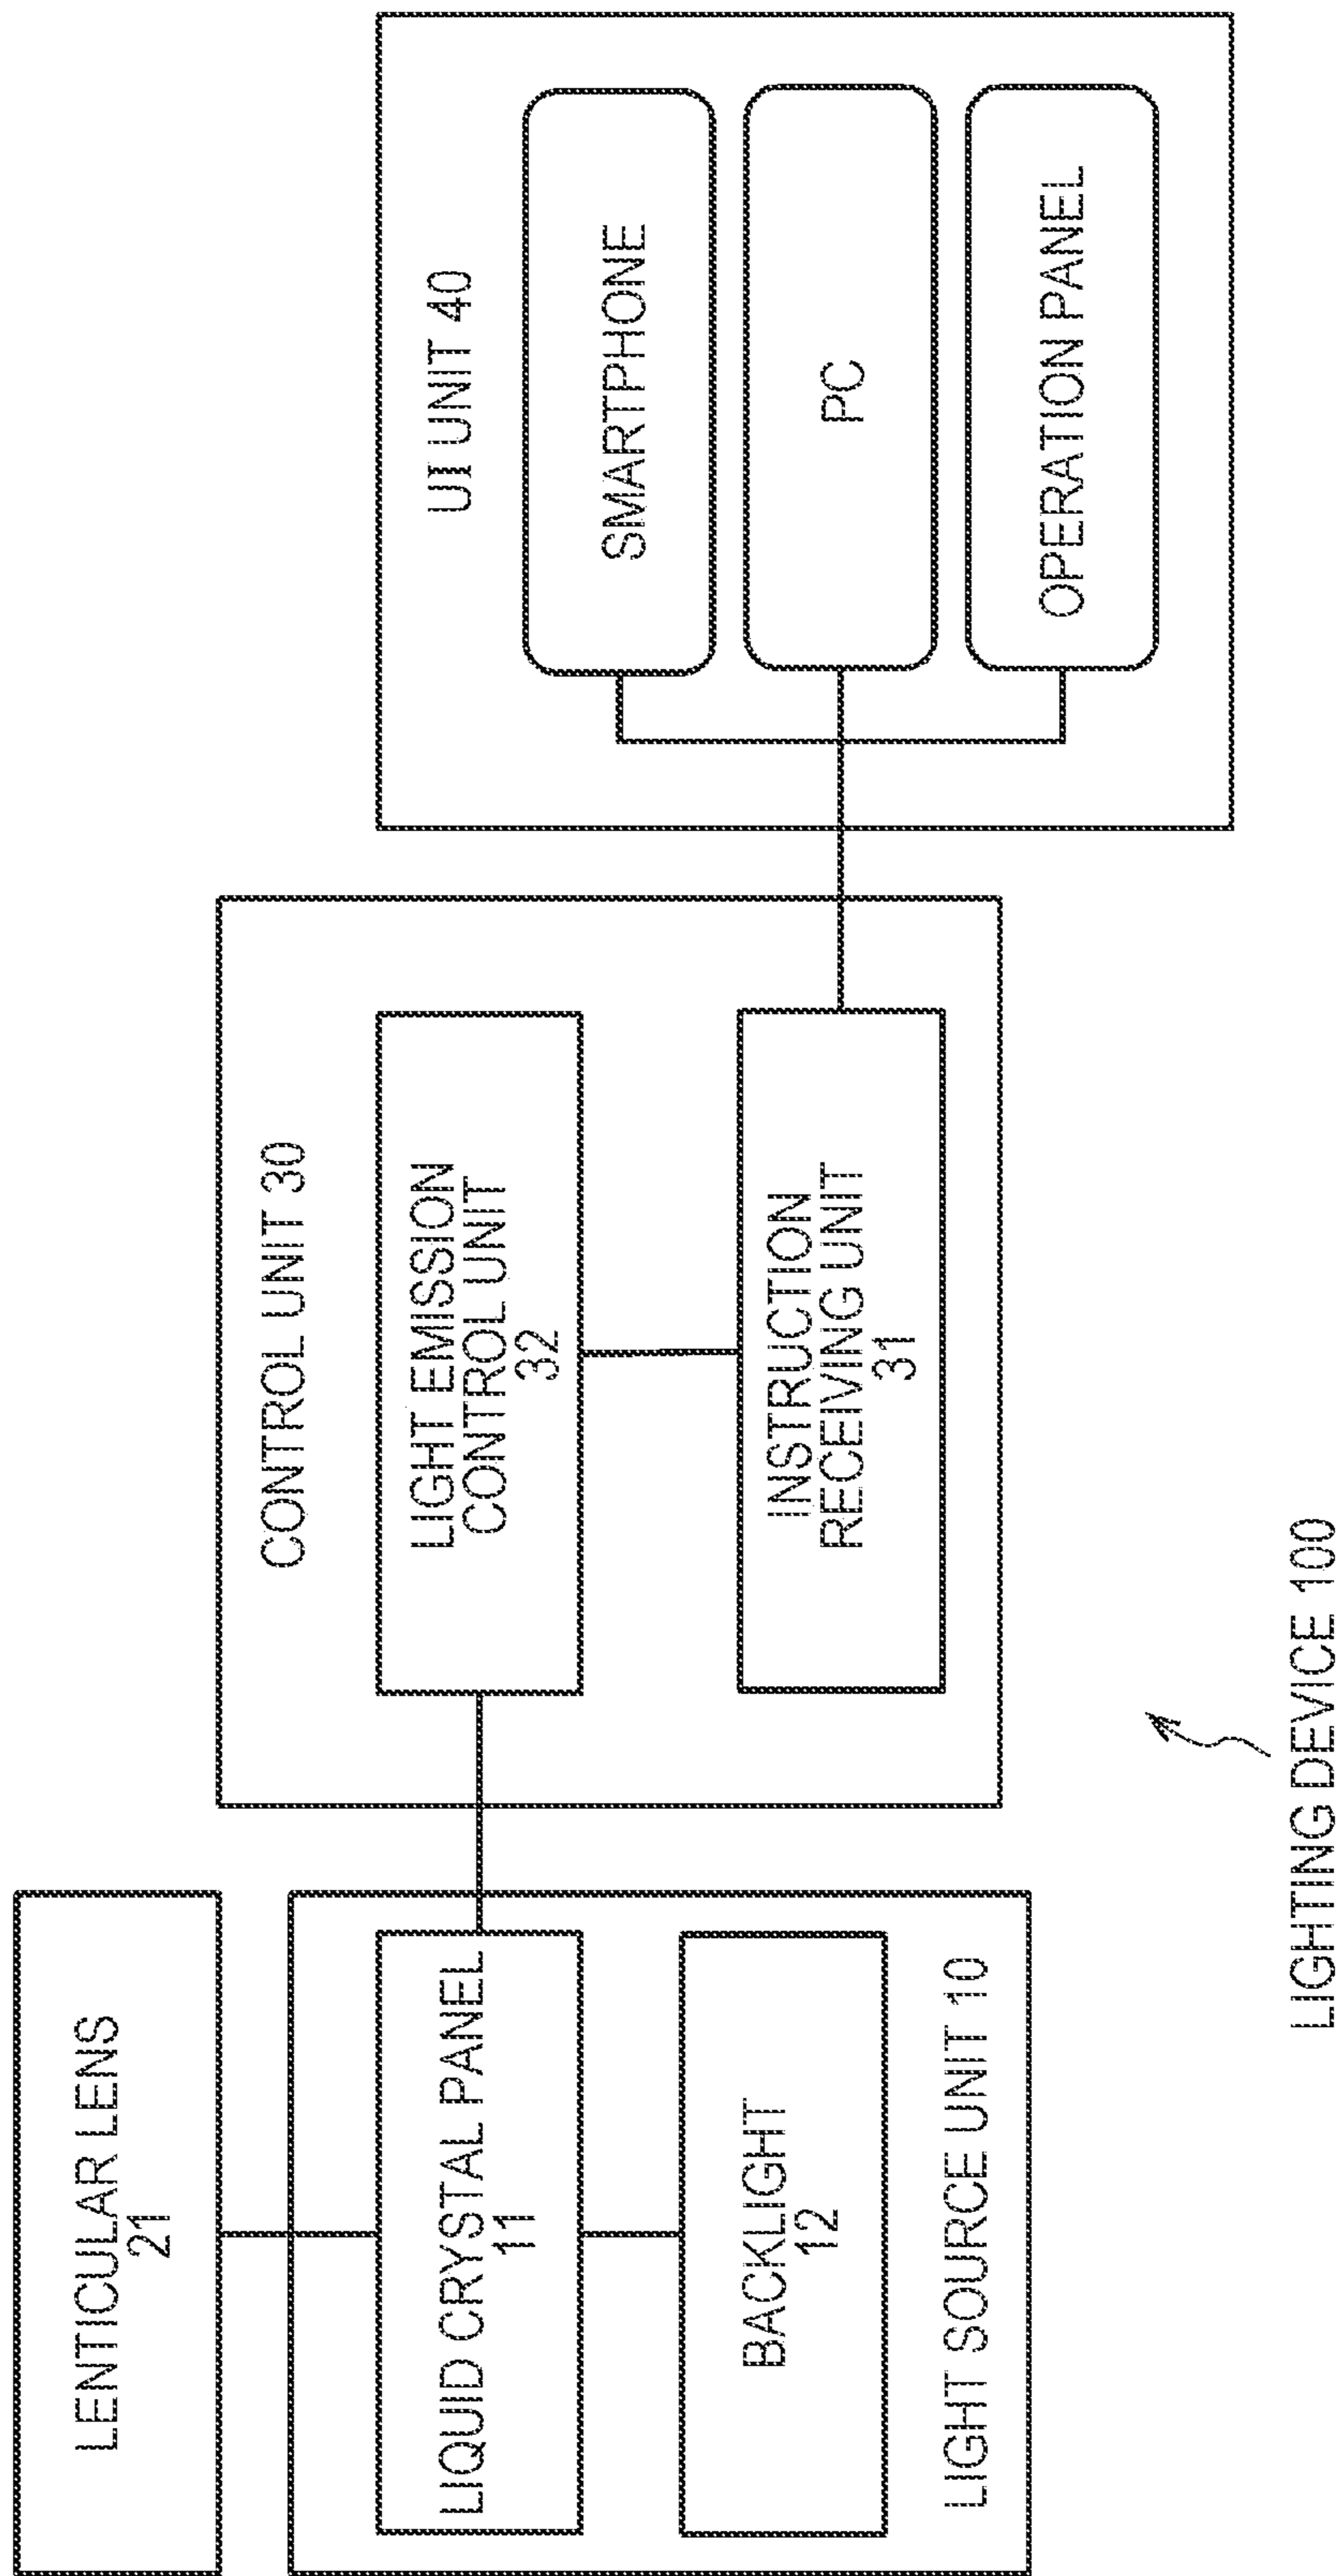 LENTICULAR LENS
21
LIQUID CRYSTAL PANEL
11
BACKLIGHT
12
LIGHT SOURCE UNIT 10
CONTROL UNIT 30
LIGHT EMISSION
CONTROL UNIT
32
INSTRUCTION
RECEIVING UNIT
31
UI UNIT 40
SMARTPHONE
PC
OPERATION PANEL
LIGHTING DEVICE 100